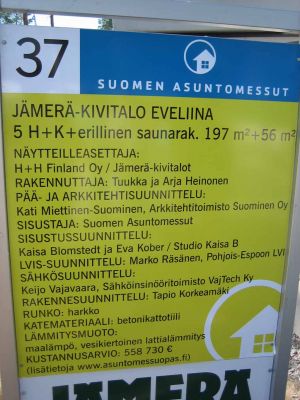 37
SUOMEN ASUNTOMESSUT
JÄMERÄ-KIVITALO EVELIINA
5 H+K+erillinen saunarak. 197 m²+56 m²
NÄYTTEILLEASETTAJA:
H+H Finland Oy / Jämerä-kivitalot
RAKENNUTTAJA: Tuukka ja Arja Heinonen
PÄÄ- JA ARKKITEHTISUUNNITTELU:
Kati Miettinen-Suominen, Arkkitehtitoimisto Suominen Oy
SISUSTAJA: Suomen Asuntomessut
SISUSTUSSUUNNITTELU:
Kaisa Blomstedt ja Eva Kober / Studio Kaisa B
LVIS-SUUNNITTELU: Marko Räsänen, Pohjois-Espoon LVI
SÄHKÖSUUNNITTELU:
Keijo Vajavaara, Sähköinsinööritoimisto VajTech Ky
RAKENNESUUNNITTELU: Tapio Korkeamäki
RUNKO: harkko
KATEMATERIAALI: betonikattotiili
LÄMMITYSMUOTO:
maalämpö, vesikiertoinen lattialämmitys
KUSTANNUSARVIO: 558 730 €
(lisätietoja www.asuntomessuopas.fi)
JÄMERÄ